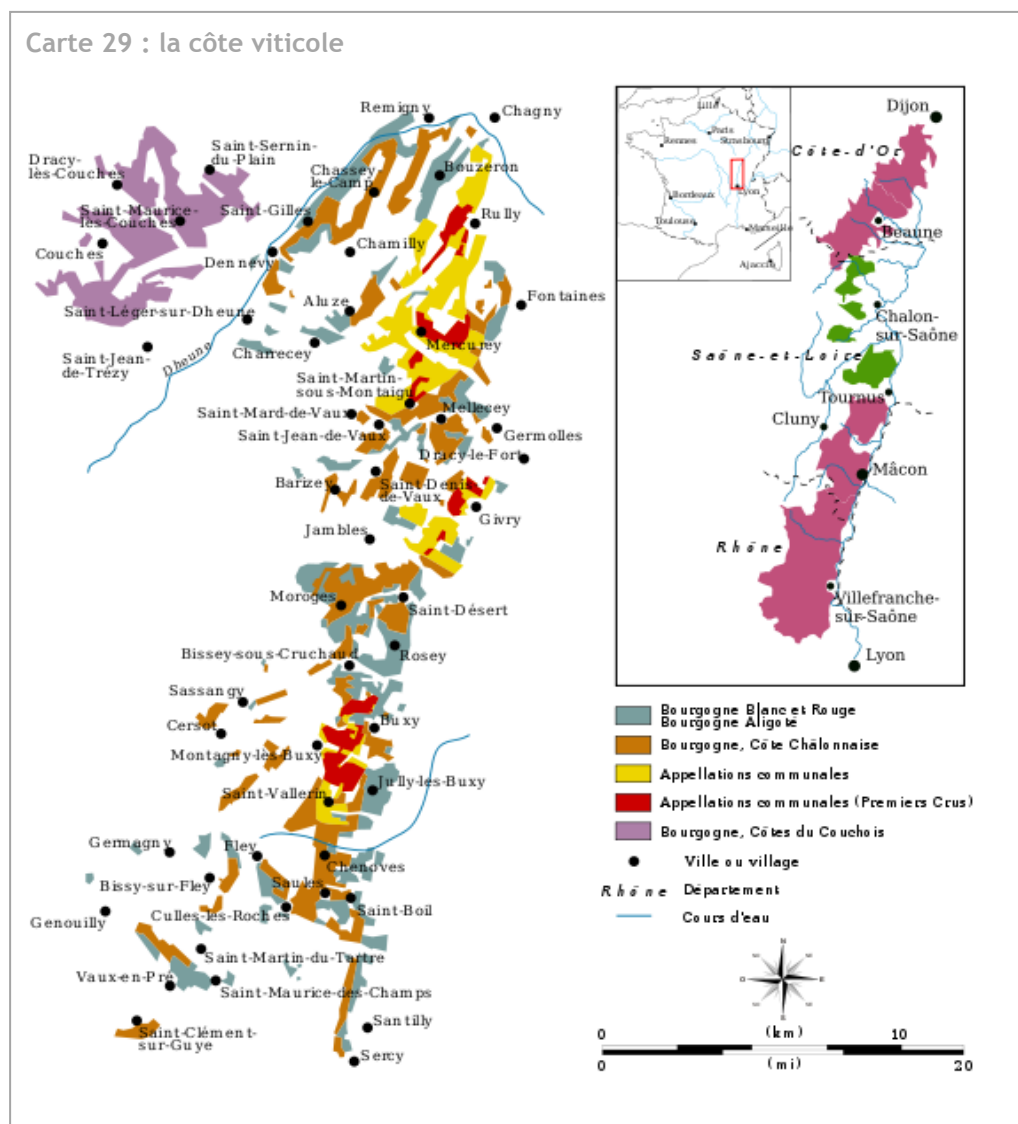 Carte 29 : la côte viticole
Remigny
Chagny
Saint-Sernin-
du-Plain
Dracy-
lès-Couches
Chassey-
le-Camp
Bouzeron
Saint-Maurice-
lès-Couches
Saint-Gilles
Rully
Couches
Chamilly
Dennevy
Aluze
Fontaines
Saint-Léger-sur-Dheune
Mercurey
Charrecey
Saint-Jean-
de-Trézy
Dheune
Saint-Martin-
sous-Montaigu
Saint-Mard-de-Vaux
Mellecey
Saint-Jean-de-Vaux
Germolles
Dracy-le-Fort
Barizey
Saint-Denis-
de-Vaux
Givry
Jambles
Moroges
Saint-Désert
Bissey-sous-Cruchaud
Rosey
Sassangy
Cersot
Buxy
Montagny-lès-Buxy
Jully-les-Buxy
Saint-Vallerin
Germagny
Fley
Chenôves
Bissy-sur-Fley
Saules
Genouilly
Culles-les-Roches
Saint-Boil
Saint-Martin-du-Tartre
Vaux-en-Pré
Saint-Maurice-des-Champs
Saint-Clément-
sur-Guye
Santilly
Sercy
Lille
Paris
Strasbourg
Rennes
Lyon
Bordeaux
Toulouse
Marseille
Ajaccio
Dijon
Côte-d'Or
Beaune
Chalon-
sur-Saône
Saône-et-Loire
Tournus
Cluny
Mâcon
Rhône
Villefranche-
sur-Saône
Lyon
Bourgogne Blanc et Rouge
Bourgogne Aligoté
Bourgogne, Côte Châlonnaise
Appellations communales
Appellations communales (Premiers Crus)
Bourgogne, Côtes du Couchois
Ville ou village
Rhône Département
Cours d'eau
N
O E
S
0 (km) 10
0 (mi) 20